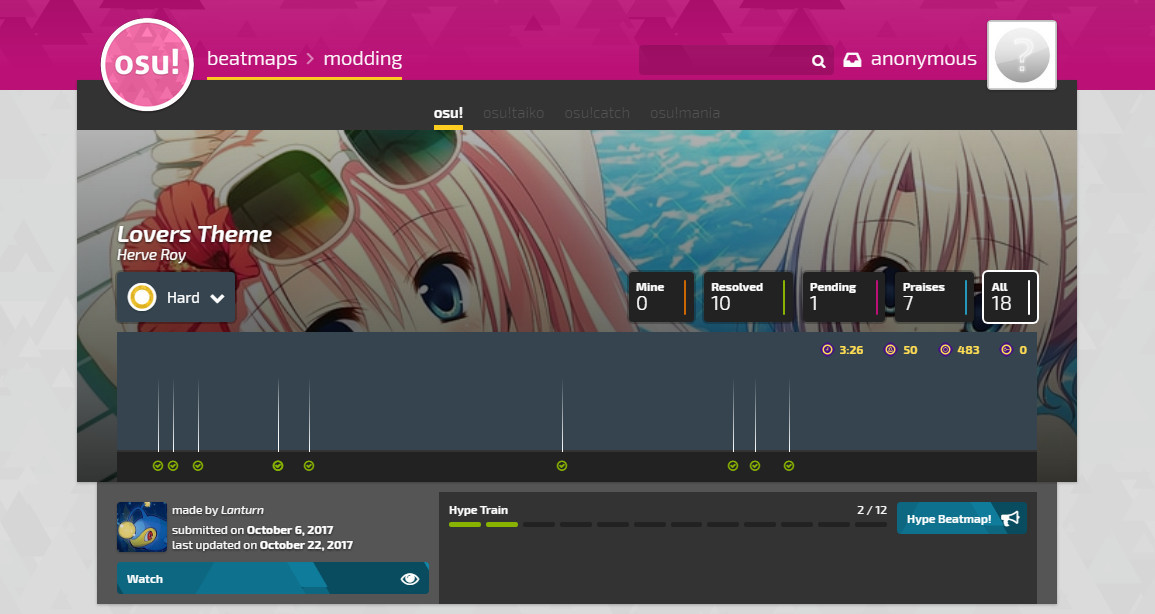 osu!
beatmaps > modding
anonymous
?
osu! osu!taiko osu!catch osu!mania
Lovers Theme
Herve Roy
Hard
Mine
0
Resolved
10
Pending
1
Praises
7
All
18
3:26 50 483 0
made by Lanturn
submitted on October 6, 2017
last updated on October 22, 2017
Watch
Hype Train 2 / 12
Hype Beatmap!